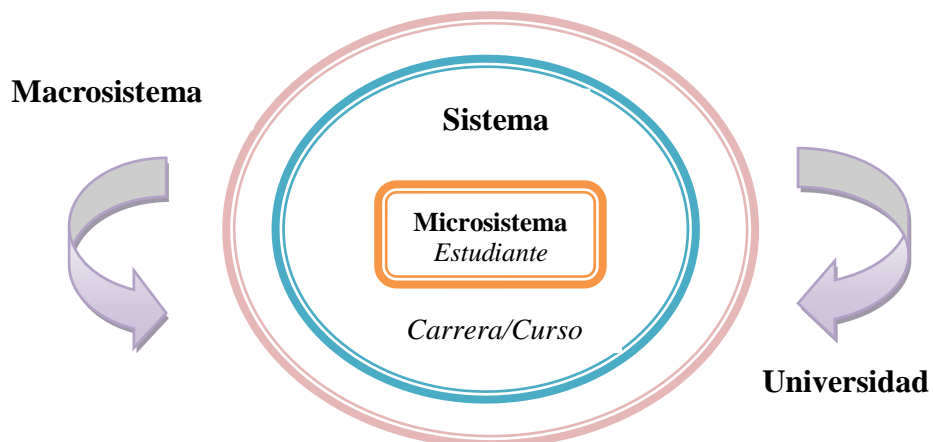 Macrosistema
Sistema
Microsistema
Estudiante
Carrera/Curso
Universidad